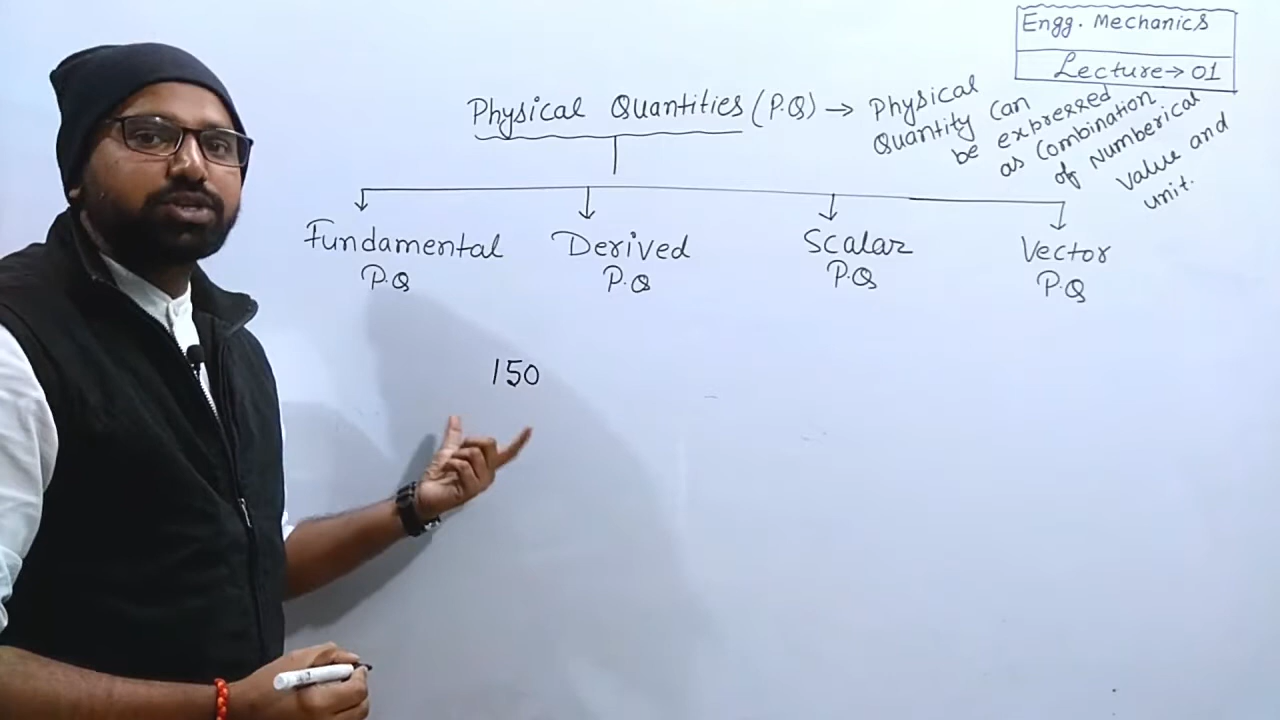 Engg. Mechanics
Lecture→ 01
Physical Quantities (P.Q) → Physical
Quantity can
be expressed
as Combination
of Numberical
Value and
unit.
Fundamental
P.Q
Derived
P.Q
Scalar
P.Q
Vector
P.Q
150